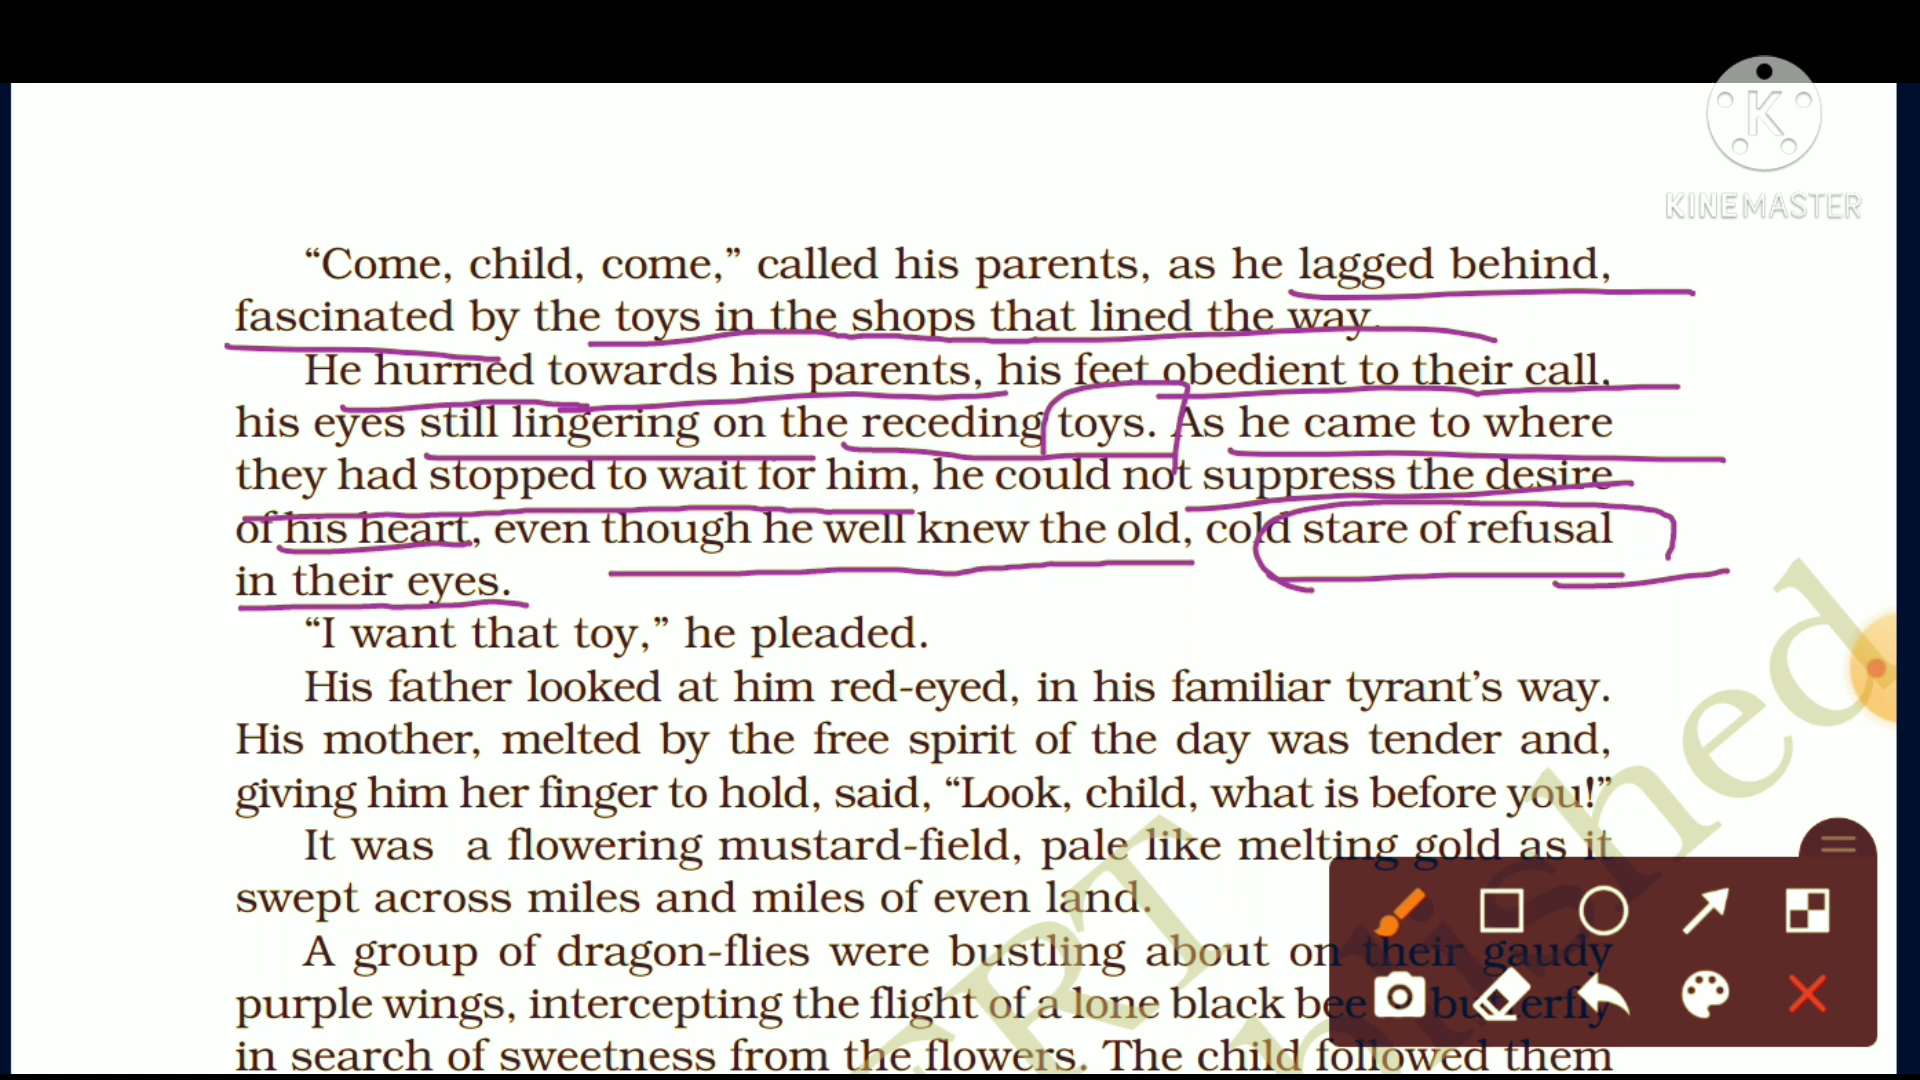 K
KINEMASTER
“Come, child, come,” called his parents, as he lagged behind,
fascinated by the toys in the shops that lined the way.
He hurried towards his parents, his feet obedient to their call,
his eyes still lingering on the receding toys. As he came to where
they had stopped to wait for him, he could not suppress the desire
of his heart, even though he well knew the old, cold stare of refusal
in their eyes.
“I want that toy,” he pleaded.
His father looked at him red-eyed, in his familiar tyrant’s way.
His mother, melted by the free spirit of the day was tender and,
giving him her finger to hold, said, “Look, child, what is before you!”
It was a flowering mustard-field, pale like melting gold as it
swept across miles and miles of even land.
A group of dragon-flies were bustling about on their gaudy
purple wings, intercepting the flight of a lone black bee
in search of sweetness from the flowers. The child followed them